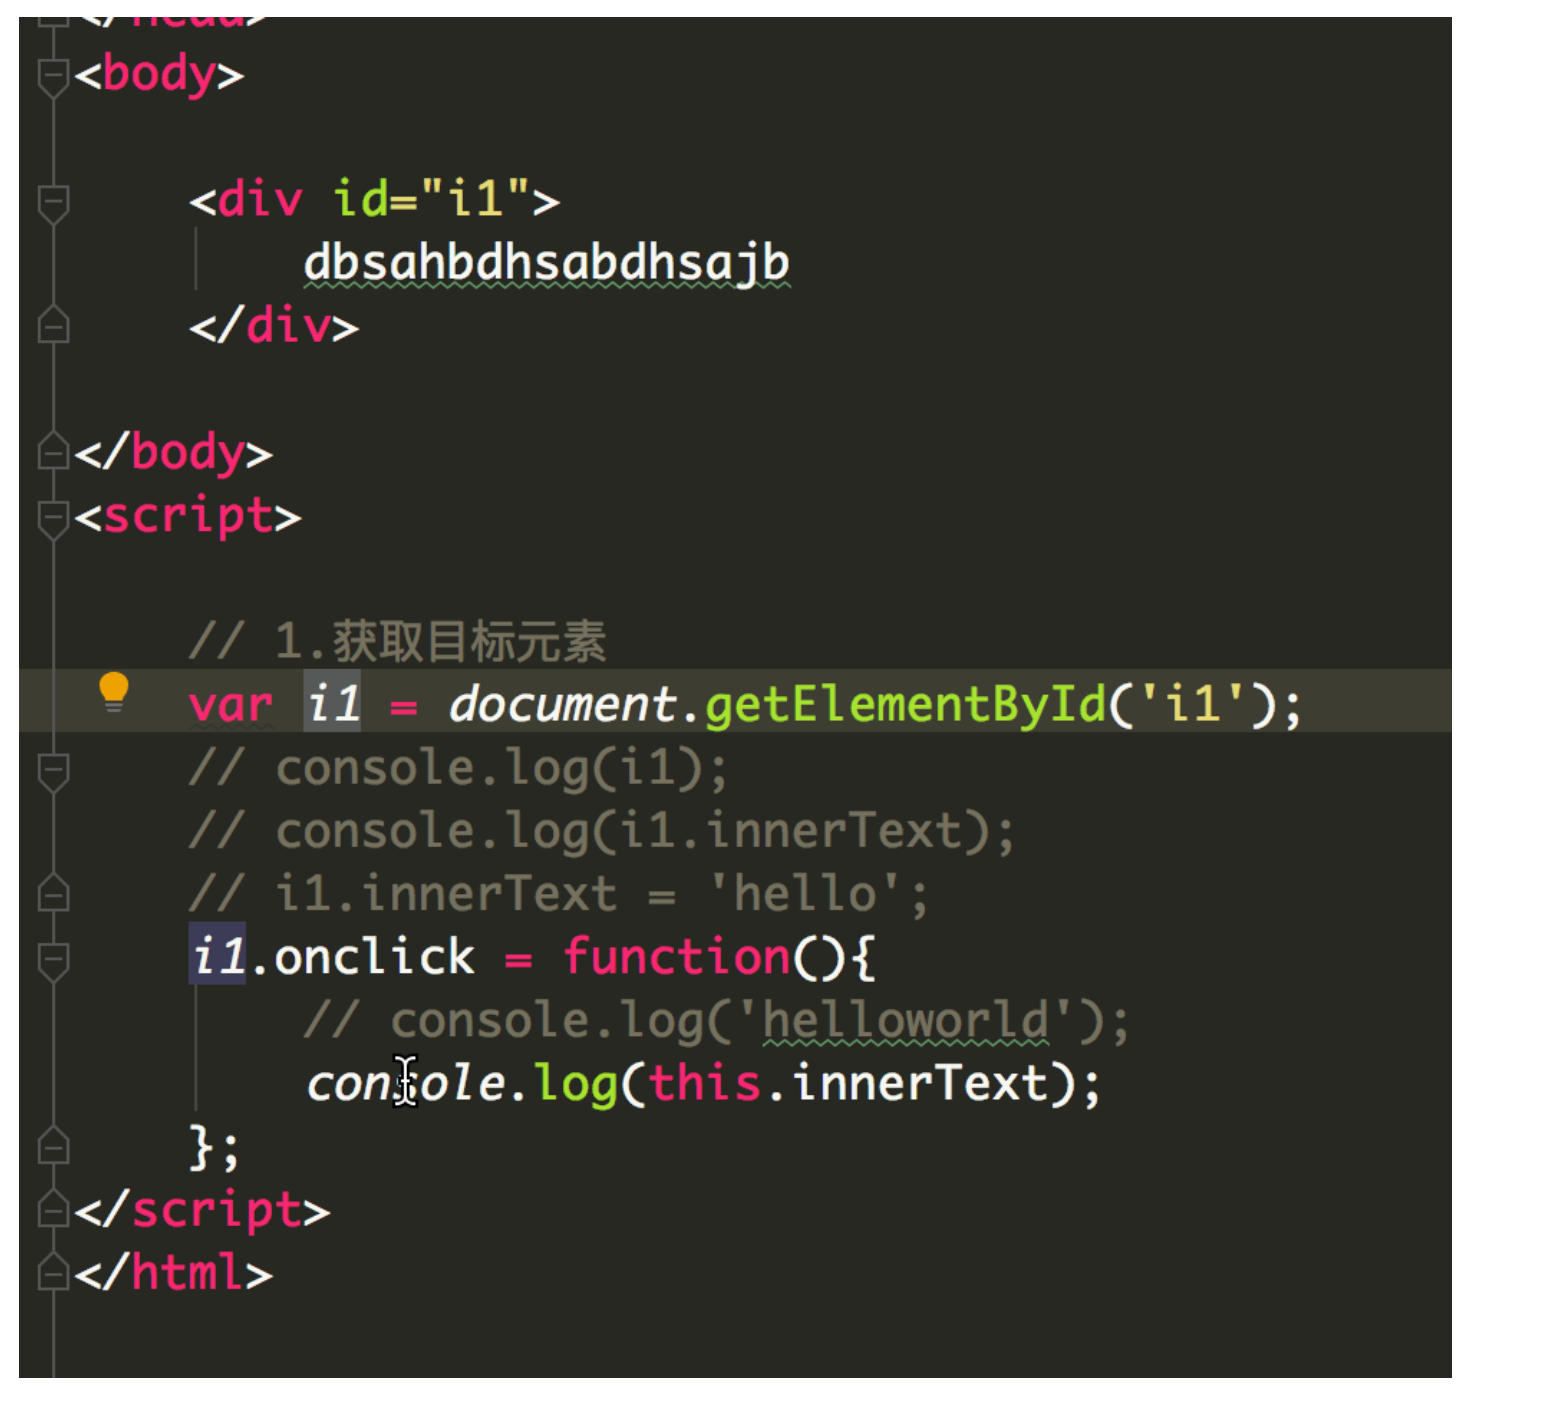 </head>
<body>
<div id="i1">
dbsahbdhsabdhsajb
</div>
</body>
<script>
// 1.获取目标元素
var i1 = document.getElementById('i1');
// console.log(i1);
// console.log(i1.innerText);
// i1.innerText = 'hello';
i1.onclick = function(){
// console.log('helloworld');
console.log(this.innerText);
};
</script>
</html>